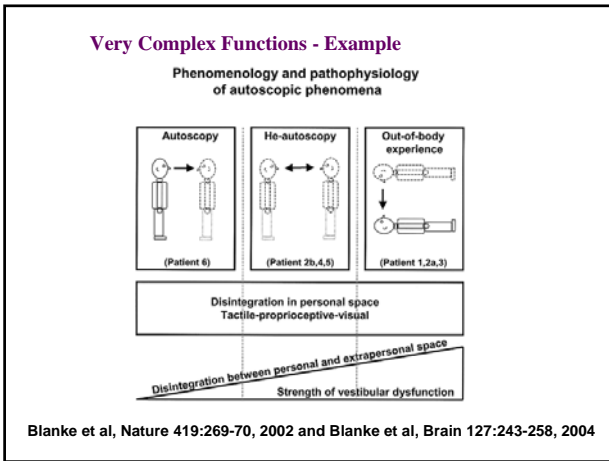 Very Complex Functions - Example
Phenomenology and pathophysiology
of autoscopic phenomena
Autoscopy
He-autoscopy
Out-of-body
experience
(Patient 6)
(Patient 2b,4,5)
(Patient 1,2a,3)
Disintegration in personal space
Tactile-proprioceptive-visual
Disintegration between personal and extrapersonal space
Strength of vestibular dysfunction
Blanke et al, Nature 419:269-70, 2002 and Blanke et al, Brain 127:243-258, 2004